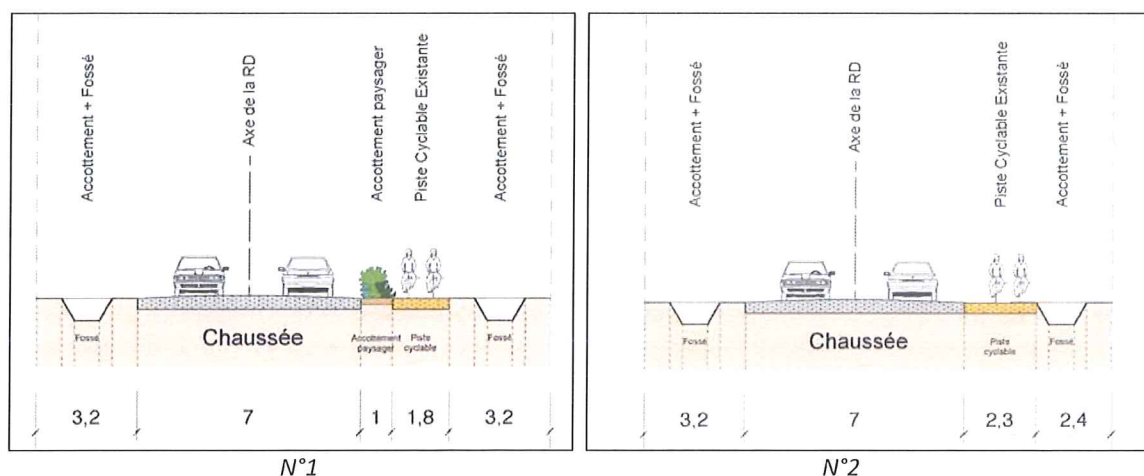 Accottement + Fossé
Axe de la RD
Accottement paysager
Piste Cyclable Existante
Accottement + Fossé
Fossé
Chaussée
Accottement
paysager
Piste
cyclable
Fossé
3,2
7
1
1,8
3,2
N°1
Accottement + Fossé
Axe de la RD
Piste Cyclable Existante
Accottement + Fossé
Fossé
Chaussée
Piste
cyclable
Fossé
3,2
7
2,3
2,4
N°2